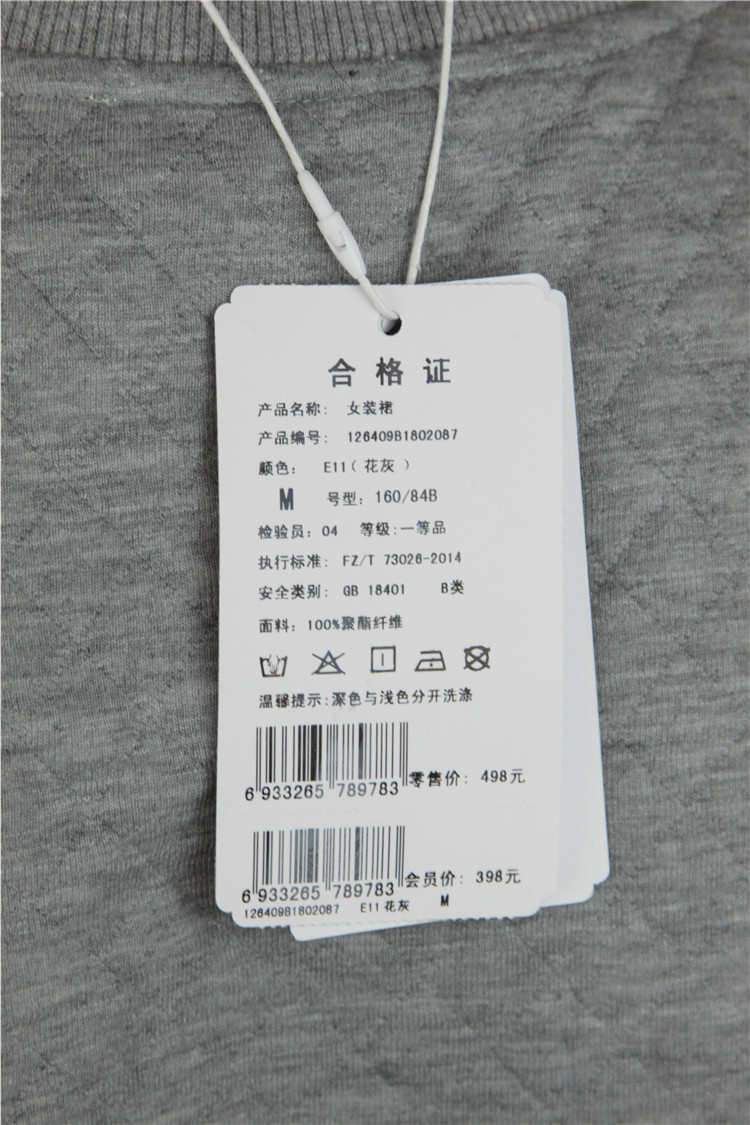 合格证
产品名称: 女装裙
产品编号: 126409B1802087
颜色: E11(花灰)
M 号型: 160/84B
检验员: 04 等级:一等品
执行标准: FZ/T 73026-2014
安全类别: GB 18401 B类
面料: 100%聚酯纤维
温馨提示:深色与浅色分开洗涤
6 933265 789783 零售价: 498元
6 933265 789783 会员价: 398元
126409B1802087 E11花灰 M